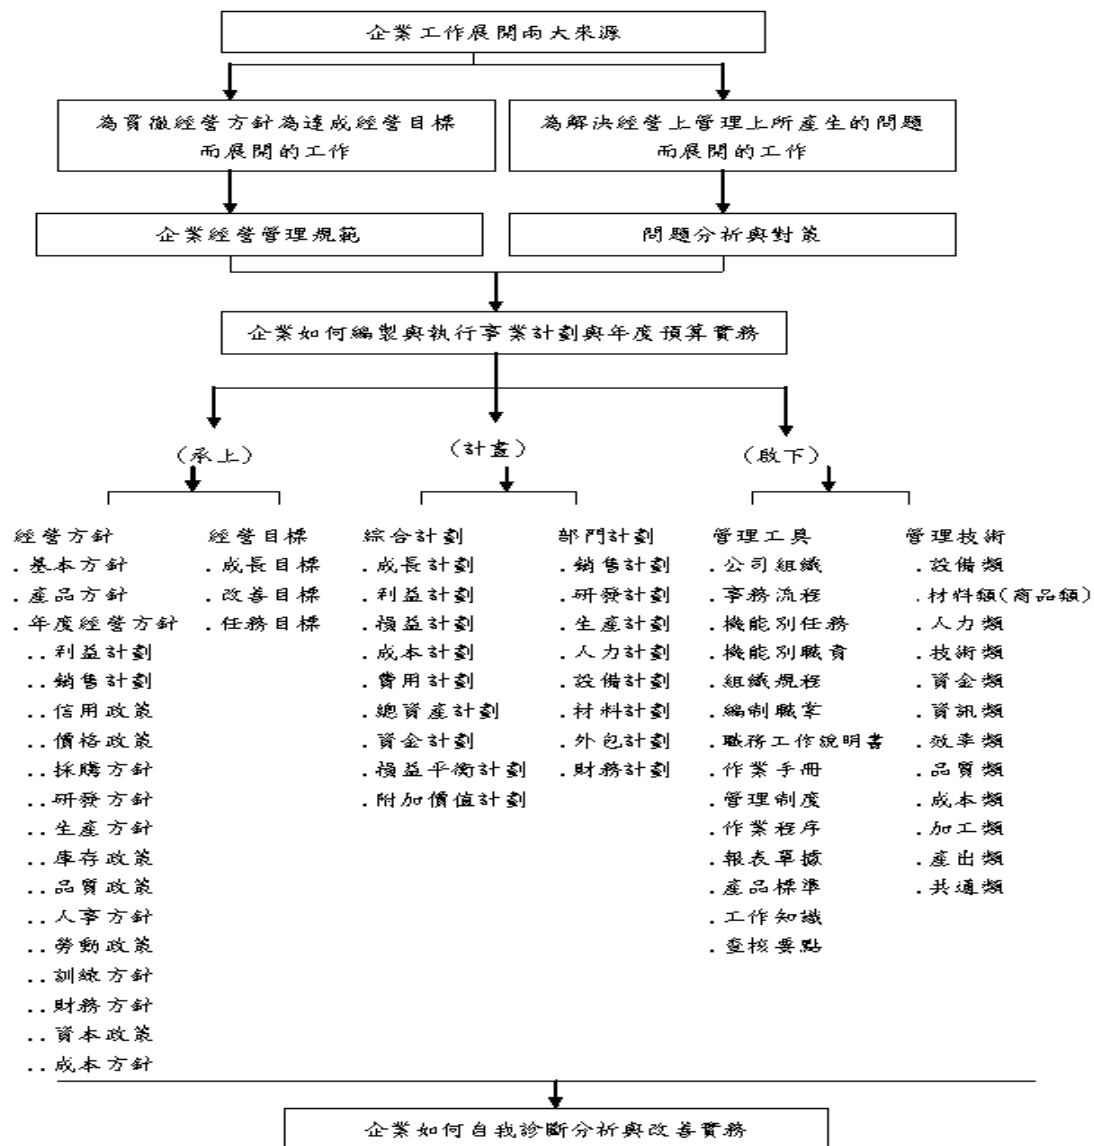 企業工作展開兩大來源
為貫徹經營方針為達成經營目標
而展開的工作
為解決經營上管理上所產生的問題
而展開的工作
企業經營管理規範
問題分析與對策
企業如何編製與執行事業計劃與年度預算實務
(承上)
(計畫)
(啟下)
經營方針
.基本方針
.產品方針
.年度經營方針
..利益計劃
..銷售計劃
..信用政策
..價格政策
..採購方針
..研發方針
..生產方針
..庫存政策
..品質政策
..人事方針
..勞動政策
..訓練方針
..財務方針
..資本政策
..成本方針
經營目標
.成長目標
.改善目標
.任務目標
綜合計劃
.成長計劃
.利益計劃
.損益計劃
.成本計劃
.費用計劃
.總資產計劃
.資金計劃
.損益平衡計劃
.附加價值計劃
部門計劃
.銷售計劃
.研發計劃
.生產計劃
.人力計劃
.設備計劃
.材料計劃
.外包計劃
.財務計劃
管理工具
.公司組織
.事務流程
.機能別任務
.機能別職責
.組織規程
.編制職掌
.職務工作說明書
.作業手冊
.管理制度
.作業程序
.報表單據
.產品標準
.工作知識
.查核要點
管理技術
.設備類
.材料類(商品類)
.人力類
.技術類
.資金類
.資訊類
.效率類
.品質類
.成本類
.加工類
.產出類
.共通類
企業如何自我診斷分析與改善實務